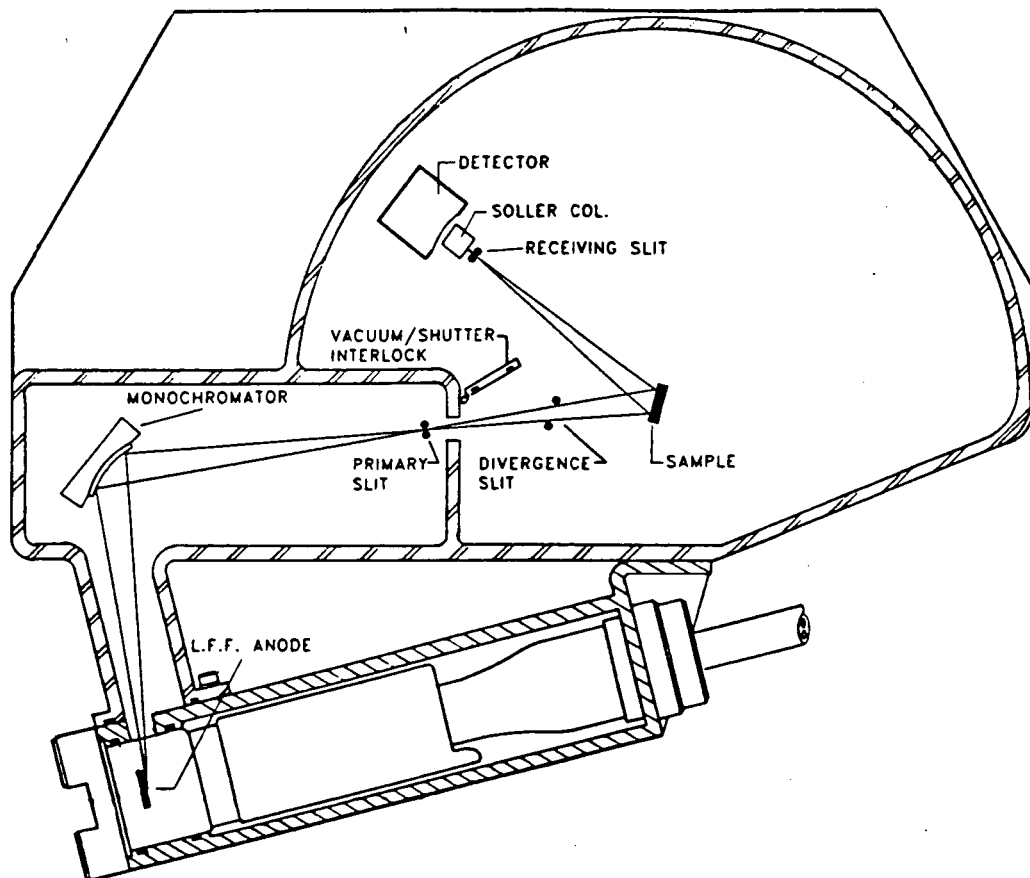 DETECTOR
SOLLER COL.
RECEIVING SLIT
VACUUM/SHUTTER
INTERLOCK
MONOCHROMATOR
PRIMARY
SLIT
DIVERGENCE
SLIT
SAMPLE
L.F.F. ANODE